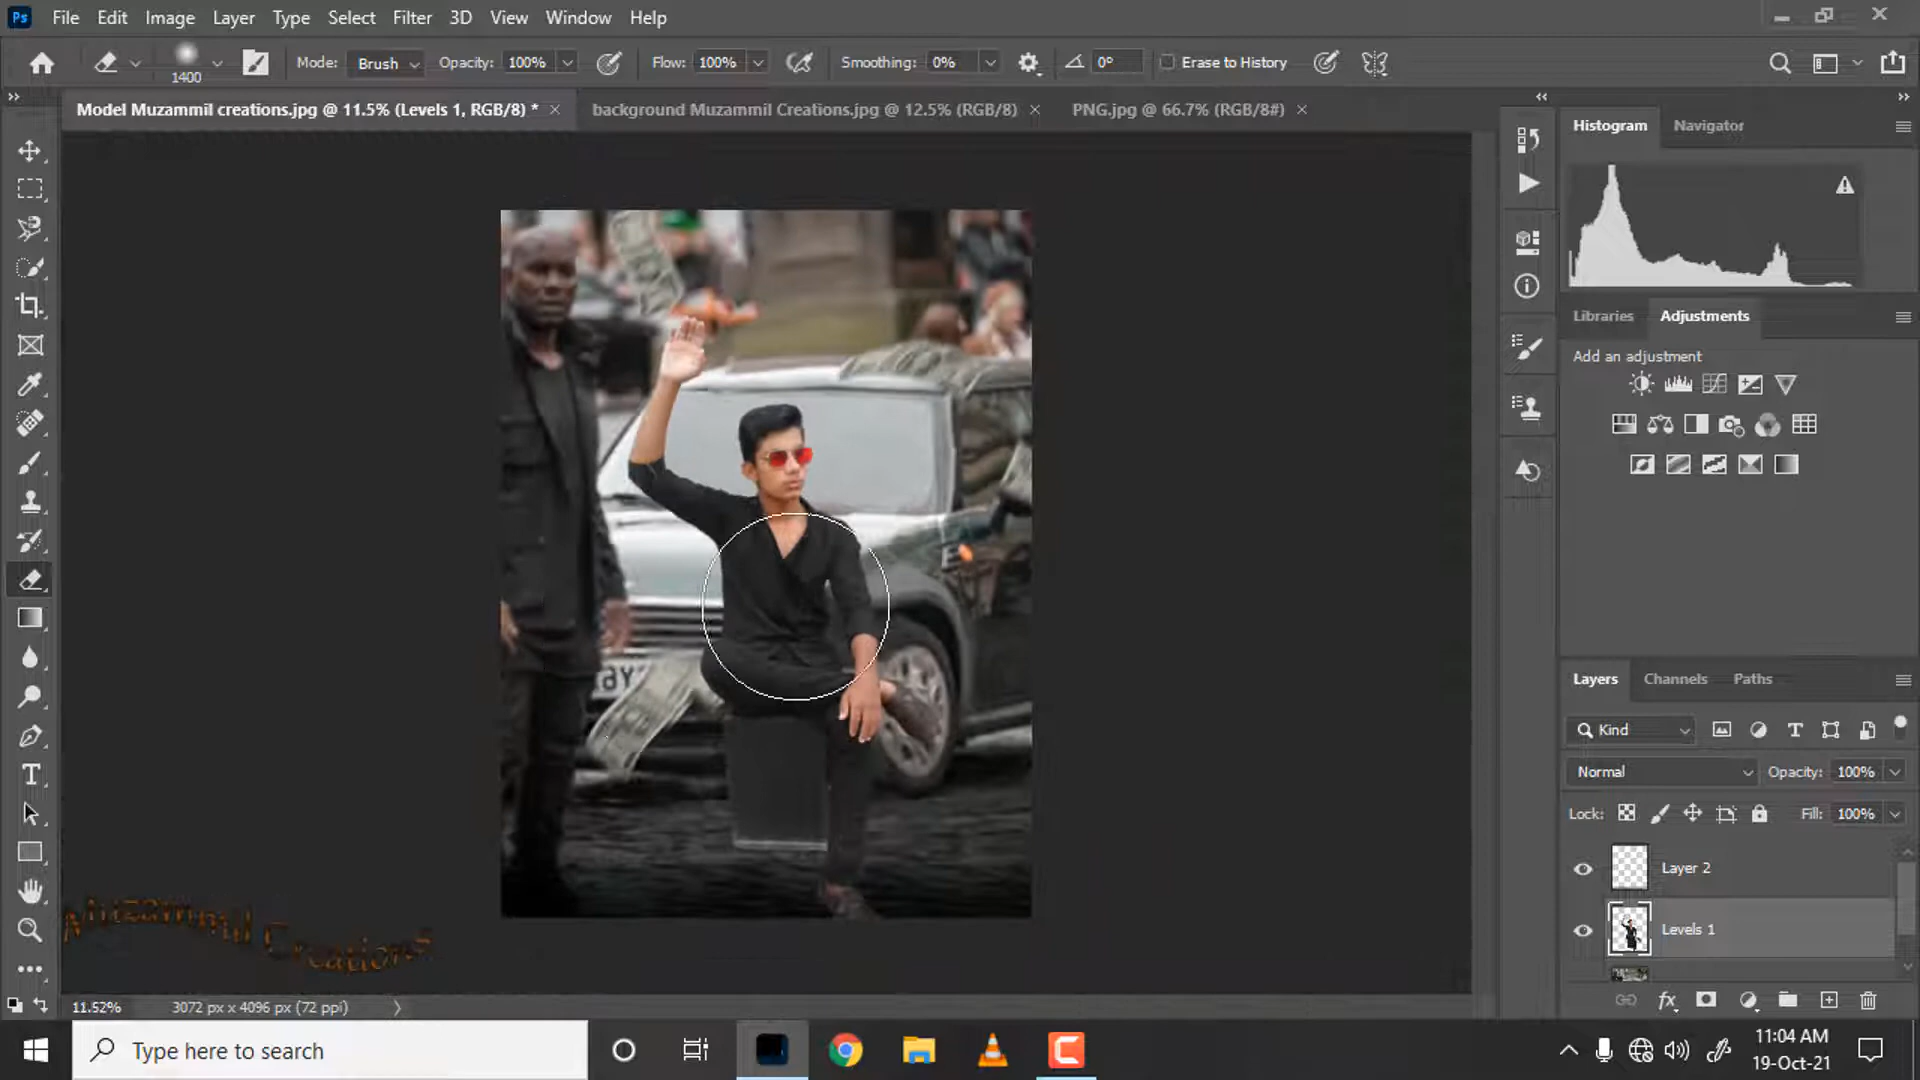 Ps File Edit Image Layer Type Select Filter 3D View Window Help
1400 Mode: Brush Opacity: 100% Flow: 100% Smoothing: 0% 0° Erase to History
Model Muzammil creations.jpg @ 11.5% (Levels 1, RGB/8) * × background Muzammil Creations.jpg @ 12.5% (RGB/8) × PNG.jpg @ 66.7% (RGB/8#) ×
Histogram Navigator
Libraries Adjustments
Add an adjustment
Layers Channels Paths
Kind
Normal Opacity: 100%
Lock: Fill: 100%
Layer 2
Levels 1
Muzammil Creations
11.52% 3072 px x 4096 px (72 ppi)
Type here to search
11:04 AM
19-Oct-21